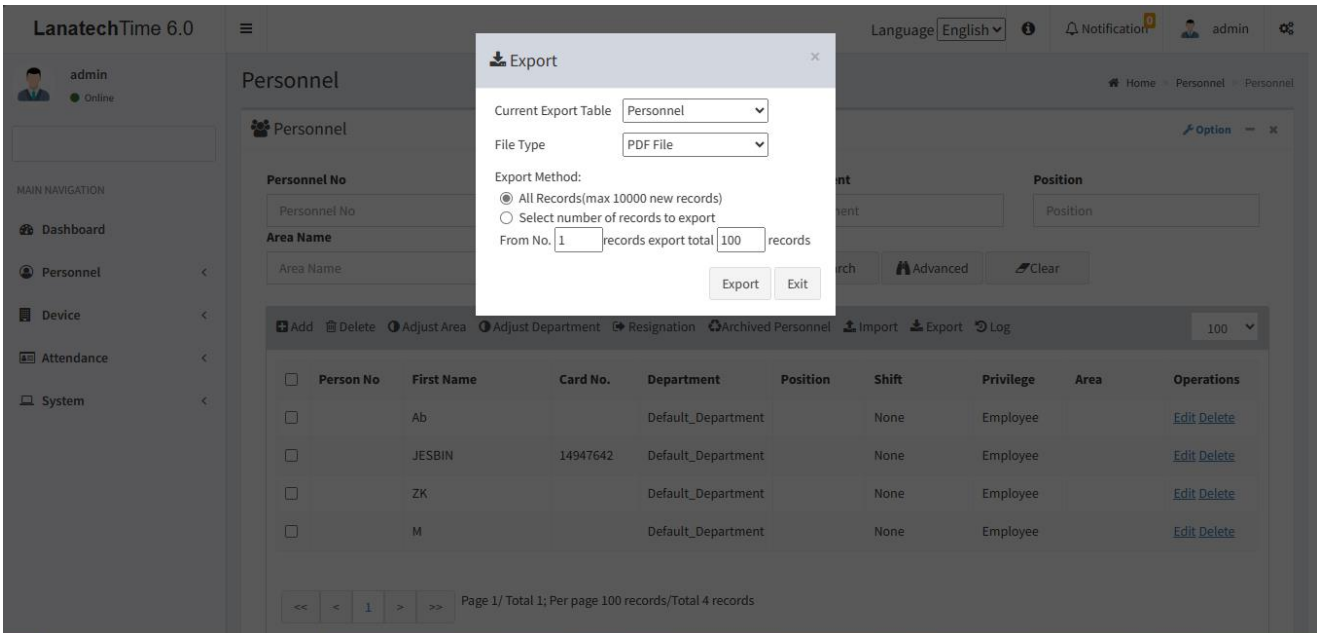 LanatechTime 6.0
Language English
Notification 0
admin
admin
Online
Personnel
Home > Personnel > Personnel
Export
×
Current Export Table Personnel
File Type PDF File
Export Method:
All Records(max 10000 new records)
Select number of records to export
From No. 1 records export total 100 records
Export Exit
Personnel
Option
MAIN NAVIGATION
Dashboard
Personnel
Device
Attendance
System
Personnel No Position
Personnel No Position
Area Name
Area Name Advanced Clear
Add Delete Adjust Area Adjust Department Resignation Archived Personnel Import Export Log 100
Person No First Name Card No. Department Position Shift Privilege Area Operations
Ab Default_Department None Employee Edit Delete
JESBIN 14947642 Default_Department None Employee Edit Delete
ZK Default_Department None Employee Edit Delete
M Default_Department None Employee Edit Delete
<< < 1 > >> Page 1/ Total 1; Per page 100 records/Total 4 records